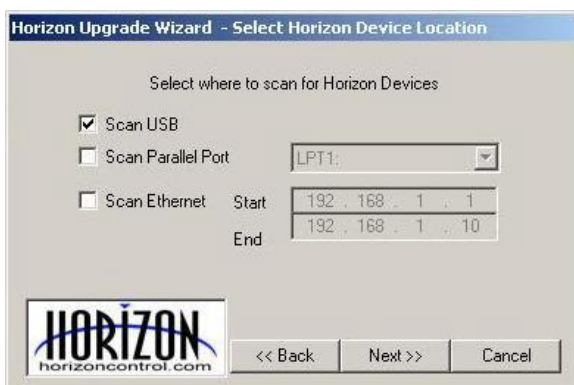 Horizon Upgrade Wizard - Select Horizon Device Location
Select where to scan for Horizon Devices
Scan USB
Scan Parallel Port LPT1:
Scan Ethernet Start 192 . 168 . 1 . 1
End 192 . 168 . 1 . 10
HORIZON
horizoncontrol.com
<< Back Next >> Cancel